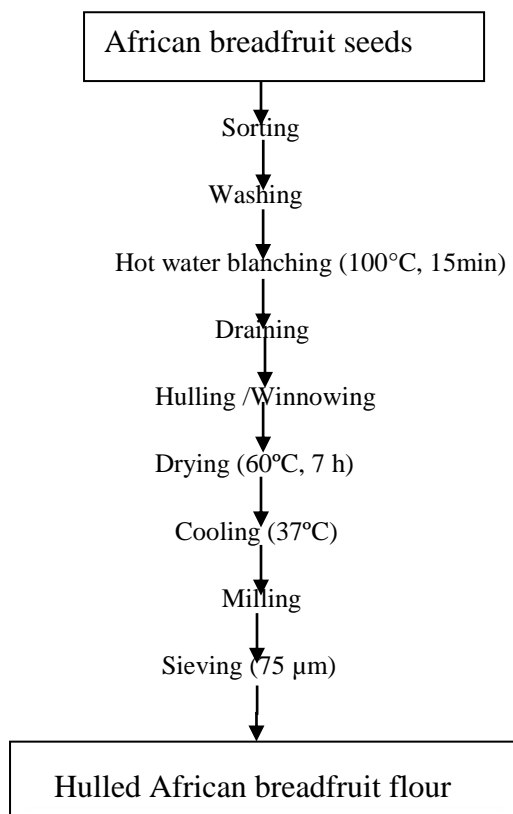 African breadfruit seeds
Sorting
Washing
Hot water blanching (100°C, 15min)
Draining
Hulling /Winnowing
Drying (60ºC, 7 h)
Cooling (37ºC)
Milling
Sieving (75 µm)
Hulled African breadfruit flour